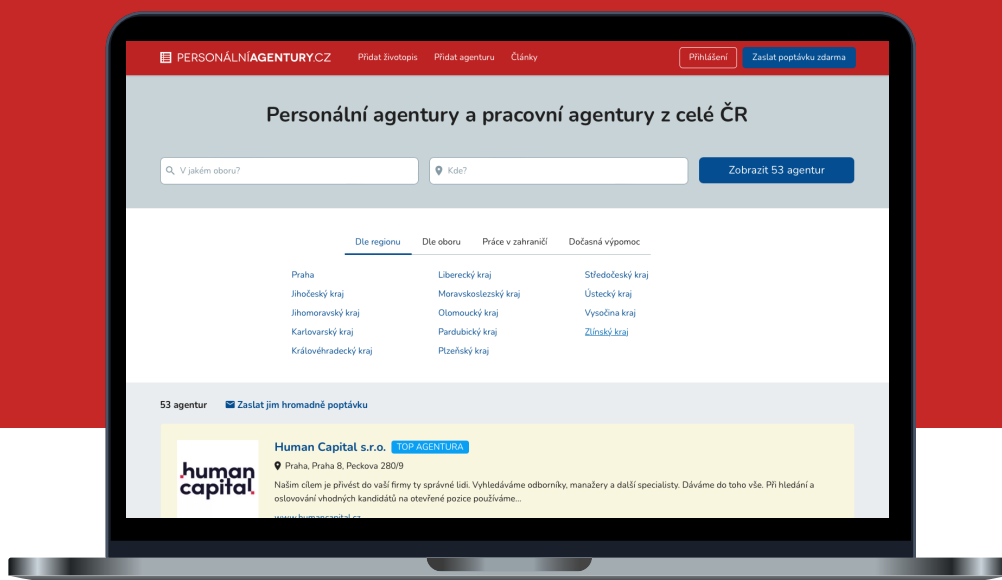 PERSONÁLNÍAGENTURY.CZ Přidat životopis Přidat agenturu Články Přihlášení Zaslat poptávku zdarma
Personální agentury a pracovní agentury z celé ČR
V jakém oboru? Kde? Zobrazit 53 agentur
Dle regionu Dle oboru Práce v zahraničí Dočasná výpomoc
Praha Liberecký kraj Středočeský kraj
Jihočeský kraj Moravskoslezský kraj Ústecký kraj
Jihomoravský kraj Olomoucký kraj Vysočina kraj
Karlovarský kraj Pardubický kraj Zlínský kraj
Královéhradecký kraj Plzeňský kraj
53 agentur Zaslat jim hromadně poptávku
human
capital.
Human Capital s.r.o. TOP AGENTURA
Praha, Praha 8, Peckova 280/9
Našim cílem je přivést do vaší firmy ty správné lidi. Vyhledáváme odborníky, manažery a další specialisty. Dáváme do toho vše. Při hledání a
oslovování vhodných kandidátů na otevřené pozice používáme...
www.humancapital.cz